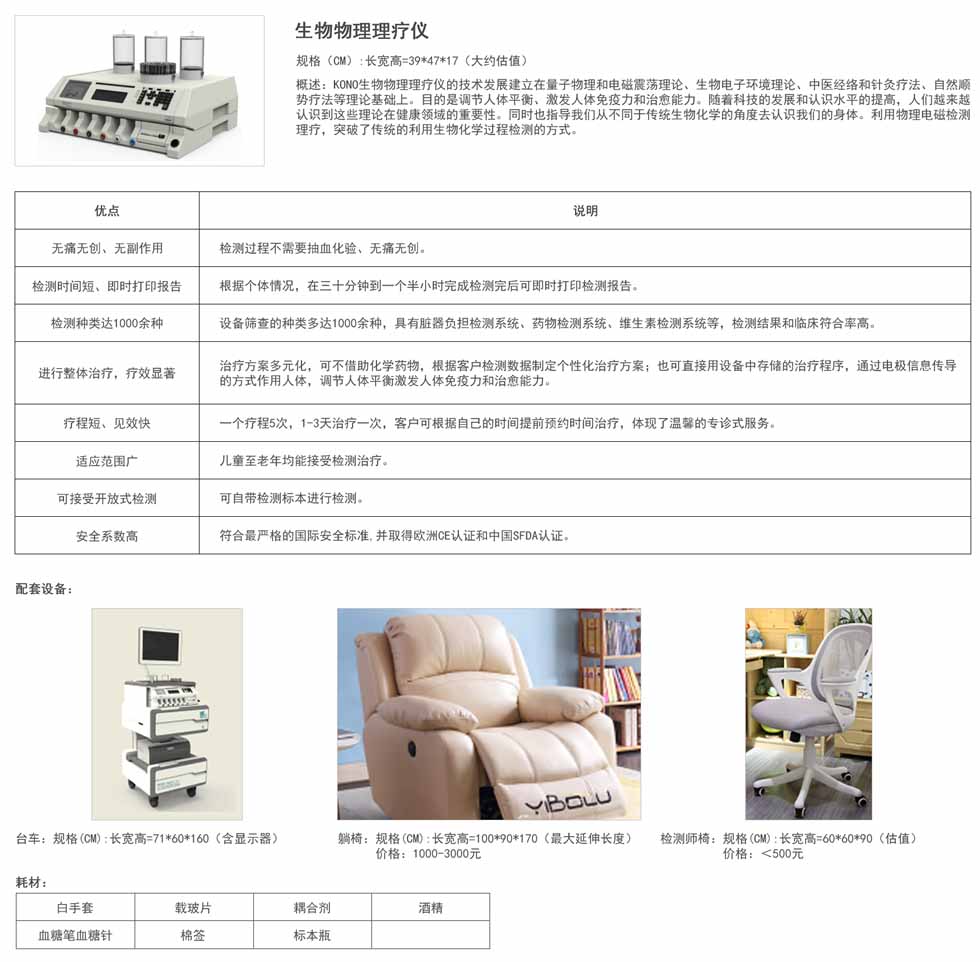 生物物理理疗仪
规格（CM）:长宽高=39*47*17（大约估值）
概述：KONO生物物理理疗仪的技术发展建立在量子物理和电磁震荡理论、生物电子环境理论、中医经络和针灸疗法、自然顺
势疗法等理论基础上。目的是调节人体平衡、激发人体免疫力和治愈能力。随着科技的发展和认识水平的提高，人们越来越
认识到这些理论在健康领域的重要性。同时也指导我们从不同于传统生物化学的角度去认识我们的身体。利用物理电磁检测
理疗，突破了传统的利用生物化学过程检测的方式。
优点 说明
无痛无创、无副作用 检测过程不需要抽血化验、无痛无创。
检测时间短、即时打印报告 根据个体情况，在三十分钟到一个半小时完成检测完后可即时打印检测报告。
检测种类达1000余种 设备筛查的种类多达1000余种，具有脏器负担检测系统、药物检测系统、维生素检测系统等，检测结果和临床符合率高。
进行整体治疗，疗效显著 治疗方案多元化，可不借助化学药物，根据客户检测数据制定个性化治疗方案；也可直接用设备中存储的治疗程序，通过电极信息传导
的方式作用人体，调节人体平衡激发人体免疫力和治愈能力。
疗程短、见效快 一个疗程5次，1-3天治疗一次，客户可根据自己的时间提前预约时间治疗，体现了温馨的专诊式服务。
适应范围广 儿童至老年均能接受检测治疗。
可接受开放式检测 可自带检测标本进行检测。
安全系数高 符合最严格的国际安全标准,并取得欧洲CE认证和中国SFDA认证。
配套设备：
YiBOLU
台车：规格(CM):长宽高=71*60*160（含显示器）
躺椅：规格(CM):长宽高=100*90*170（最大延伸长度）
价格：1000-3000元
检测师椅：规格(CM):长宽高=60*60*90（估值）
价格：＜500元
耗材：
白手套 载玻片 耦合剂 酒精
血糖笔血糖针 棉签 标本瓶